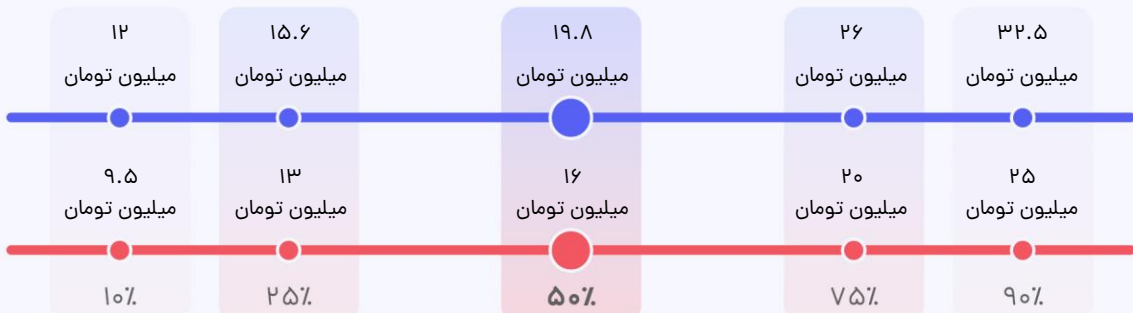 ۱۲
میلیون تومان
۱۵.۶
میلیون تومان
۱۹.۸
میلیون تومان
۲۶
میلیون تومان
۳۲.۵
میلیون تومان
۹.۵
میلیون تومان
۱۳
میلیون تومان
۱۶
میلیون تومان
۲۰
میلیون تومان
۲۵
میلیون تومان
۱۰٪
۲۵٪
۵۰٪
۷۵٪
۹۰٪